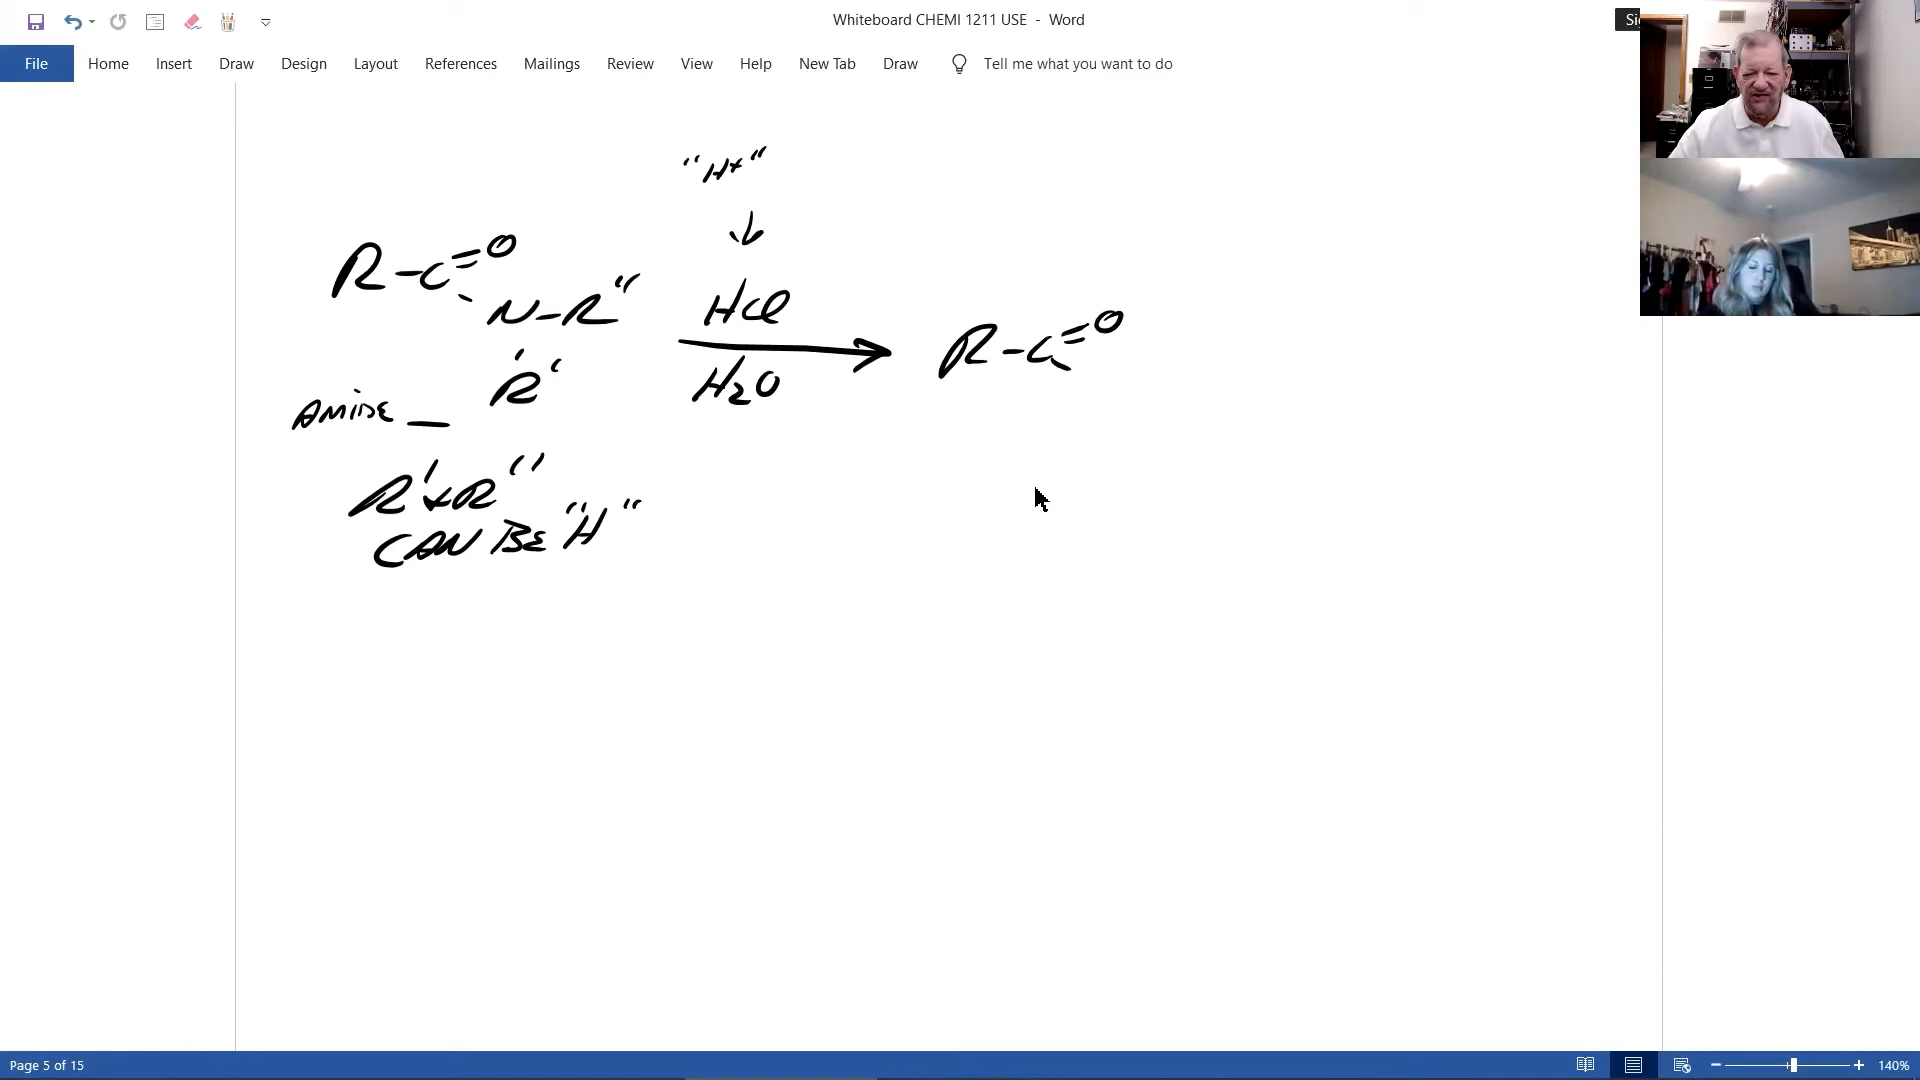 Whiteboard CHEMI 1211 USE - Word
File Home Insert Draw Design Layout References Mailings Review View Help New Tab Draw Tell me what you want to do
"H+"
↓
R-C=O
N-R"
R'
HCl
H2O
R-C=O
AMIDE —
R' & R"
CAN BE "H"
Page 5 of 15
140%